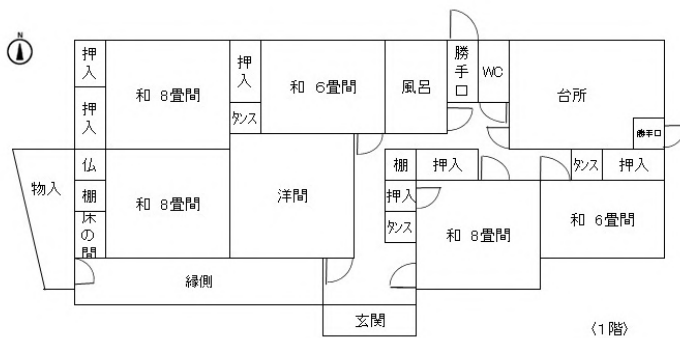 N
押入
和 8畳間
押入
和 6畳間
風呂
勝手口
WC
台所
押入
タンス
勝手口
物入
仏
棚
床の間
和 8畳間
洋間
棚
押入
押入
タンス
タンス
押入
和 8畳間
和 6畳間
縁側
玄関
〈1階〉